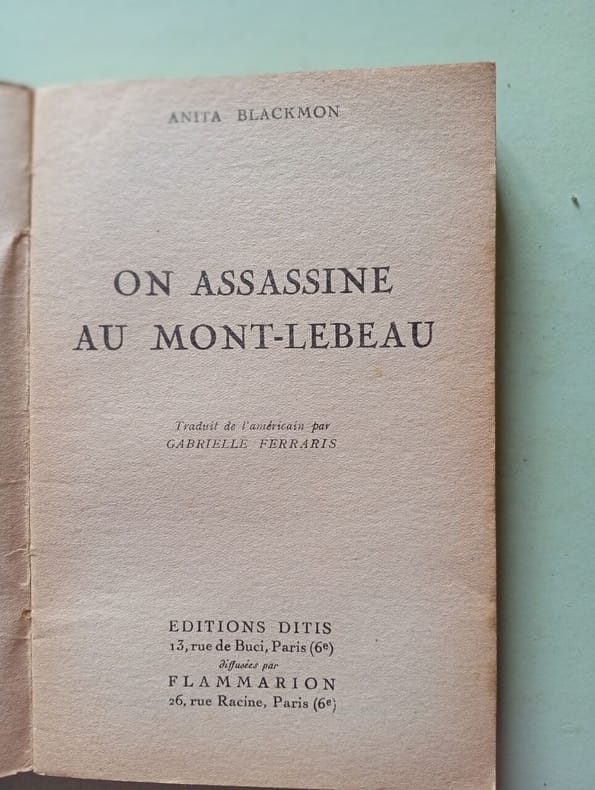 ANITA BLACKMON
ON ASSASSINE
AU MONT-LEBEAU
Traduit de l'américain par
GABRIELLE FERRARIS
EDITIONS DITIS
13, rue de Buci, Paris (6e)
diffusées par
FLAMMARION
26, rue Racine, Paris (6e)